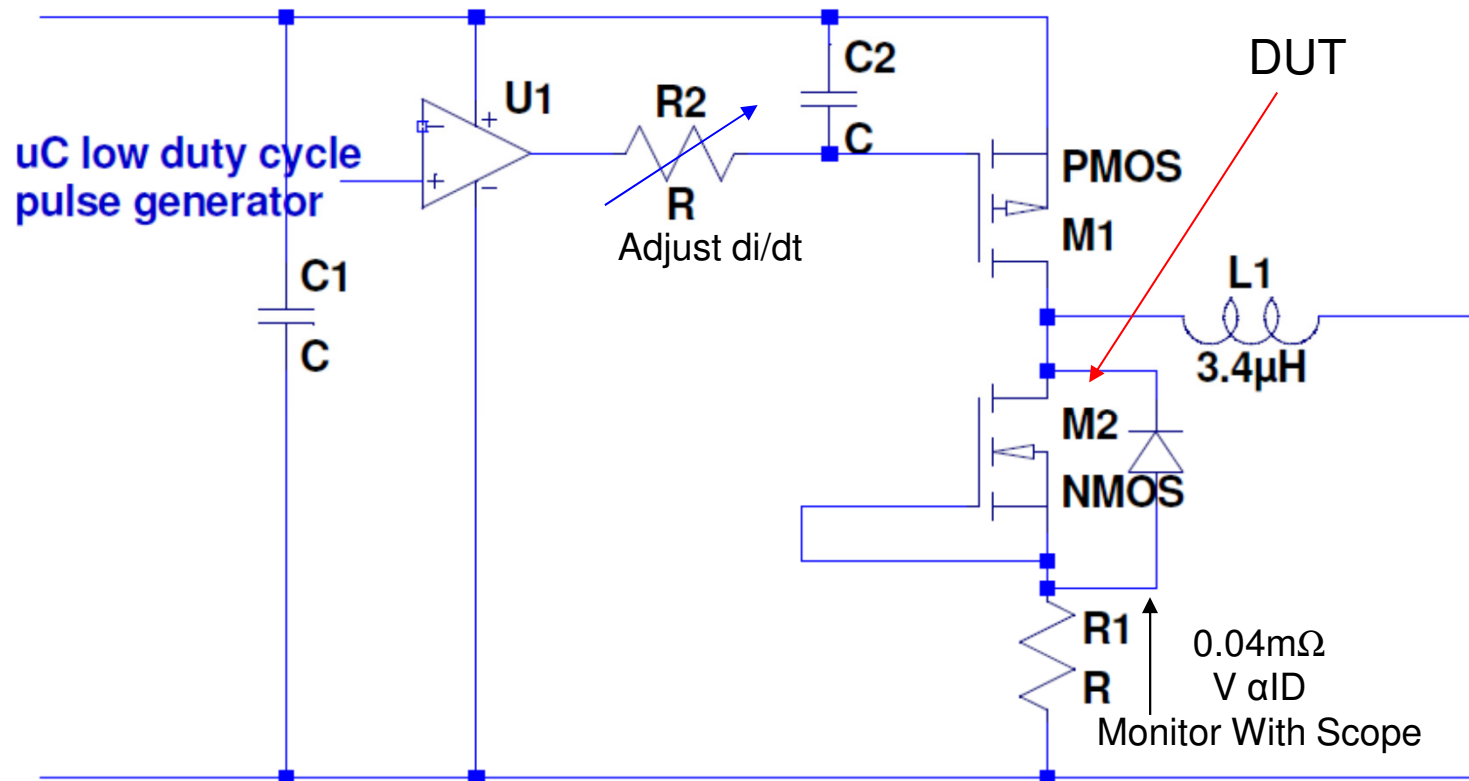 DUT
C2
C
U1
R2
R
Adjust di/dt
uC low duty cycle
pulse generator
PMOS
M1
C1
C
L1
3.4µH
M2
NMOS
R1
R
0.04mΩ
V αID
Monitor With Scope